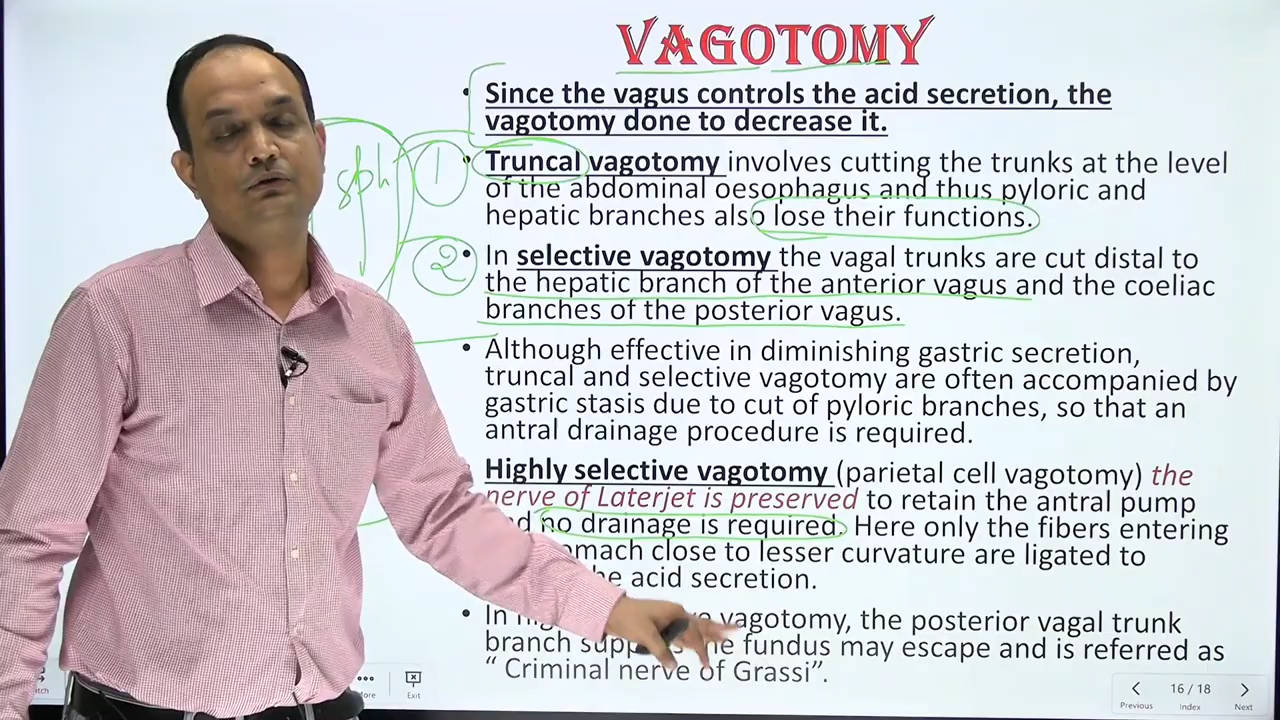 VAGOTOMY
• Since the vagus controls the acid secretion, the
vagotomy done to decrease it.
• Truncal vagotomy involves cutting the trunks at the level
of the abdominal oesophagus and thus pyloric and
hepatic branches also lose their functions.
• In selective vagotomy the vagal trunks are cut distal to
the hepatic branch of the anterior vagus and the coeliac
branches of the posterior vagus.
• Although effective in diminishing gastric secretion,
truncal and selective vagotomy are often accompanied by
gastric stasis due to cut of pyloric branches, so that an
antral drainage procedure is required.
Highly selective vagotomy (parietal cell vagotomy) the
nerve of Laterjet is preserved to retain the antral pump
no drainage is required. Here only the fibers entering
close to lesser curvature are ligated to
acid secretion.
• In vagotomy, the posterior vagal trunk
branch fundus may escape and is referred as
“ Criminal nerve of Grassi”.
1
2
Exit
Previous
16 / 18
Index
Next